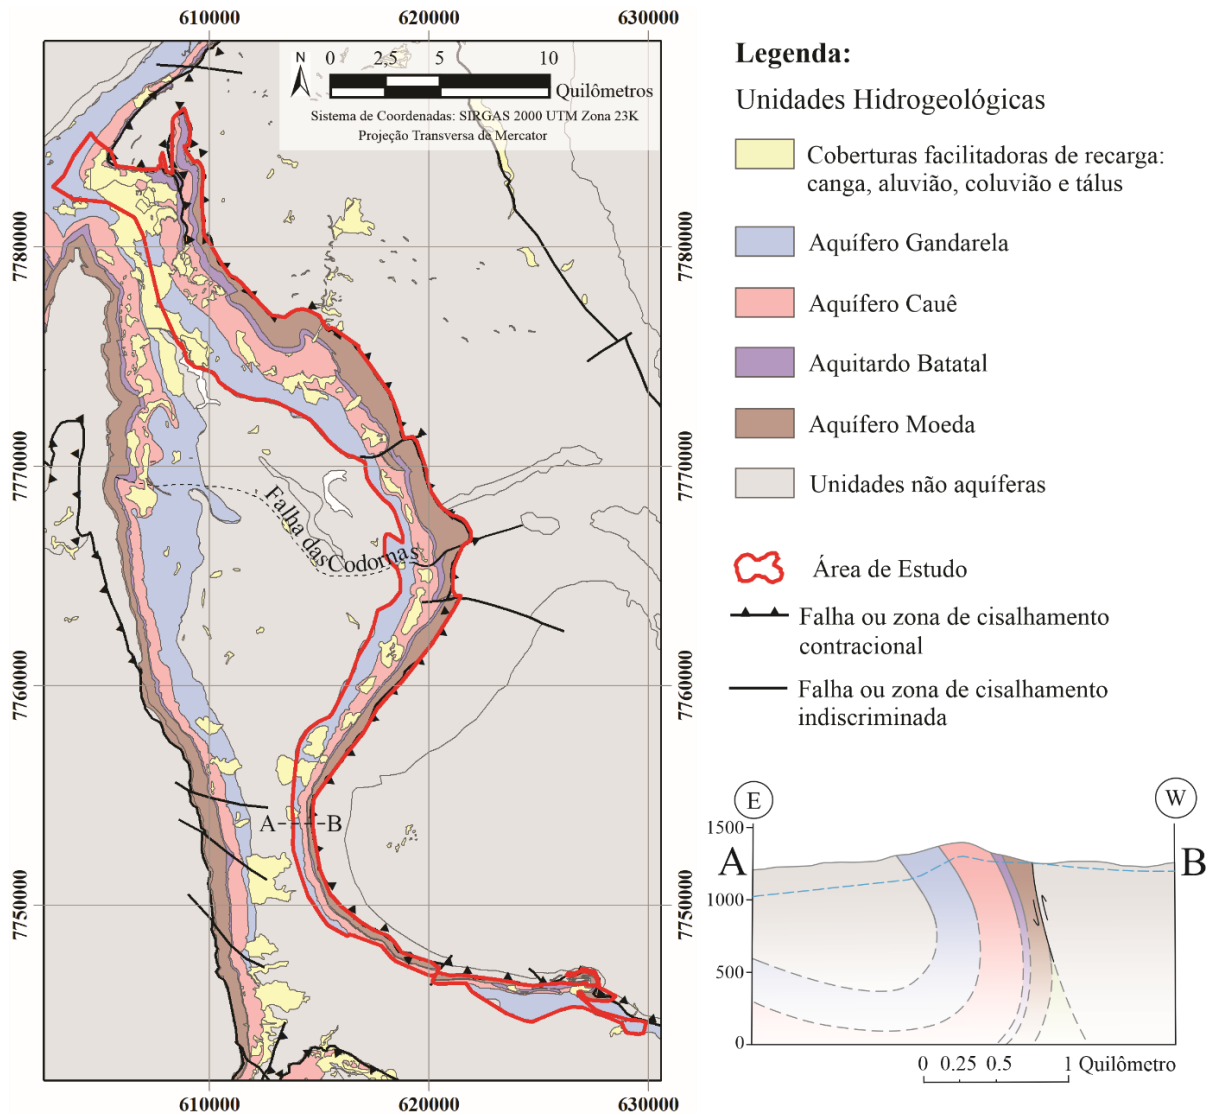 610000
620000
630000
N
0
2,5
5
10
Quilômetros
Sistema de Coordenadas: SIRGAS 2000 UTM Zona 23K
Projeção Transversa de Mercator
7780000
7780000
7770000
7770000
Falha das Codornas
7760000
7760000
A
B
7750000
7750000
610000
620000
630000
Legenda:
Unidades Hidrogeológicas
Coberturas facilitadoras de recarga:
canga, aluvião, coluvião e tálus
Aquífero Gandarela
Aquífero Cauê
Aquitardo Batatal
Aquífero Moeda
Unidades não aquíferas
Área de Estudo
Falha ou zona de cisalhamento
contracional
Falha ou zona de cisalhamento
indiscriminada
E
W
1500
A
B
1000
500
0
0 0.25 0.5 1 Quilômetro